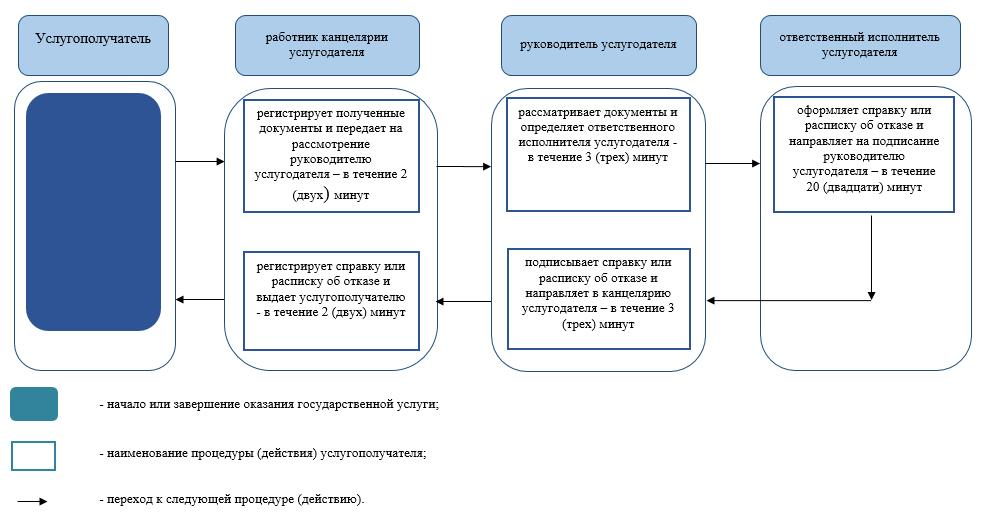 Услугополучатель
работник канцелярии
услугодателя
руководитель услугодателя
ответственный исполнитель
услугодателя
регистрирует полученные
документы и передает на
рассмотрение
руководителю
услугодателя – в течение 2
(двух) минут
рассматривает документы и
определяет ответственного
исполнителя услугодателя -
в течение 3 (трех) минут
оформляет справку или
расписку об отказе и
направляет на подписание
руководителю
услугодателя – в течение
20 (двадцати) минут
регистрирует справку или
расписку об отказе и
выдает услугополучателю
- в течение 2 (двух) минут
подписывает справку или
расписку об отказе и
направляет в канцелярию
услугодателя – в течение 3
(трех) минут
- начало или завершение оказания государственной услуги;
- наименование процедуры (действия) услугополучателя;
- переход к следующей процедуре (действию).